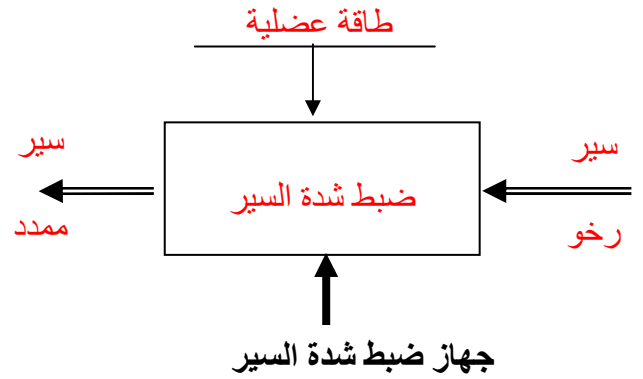 طاقة عضلية
سير
رخو
ضبط شدة السير
سير
ممدد
جهاز ضبط شدة السير